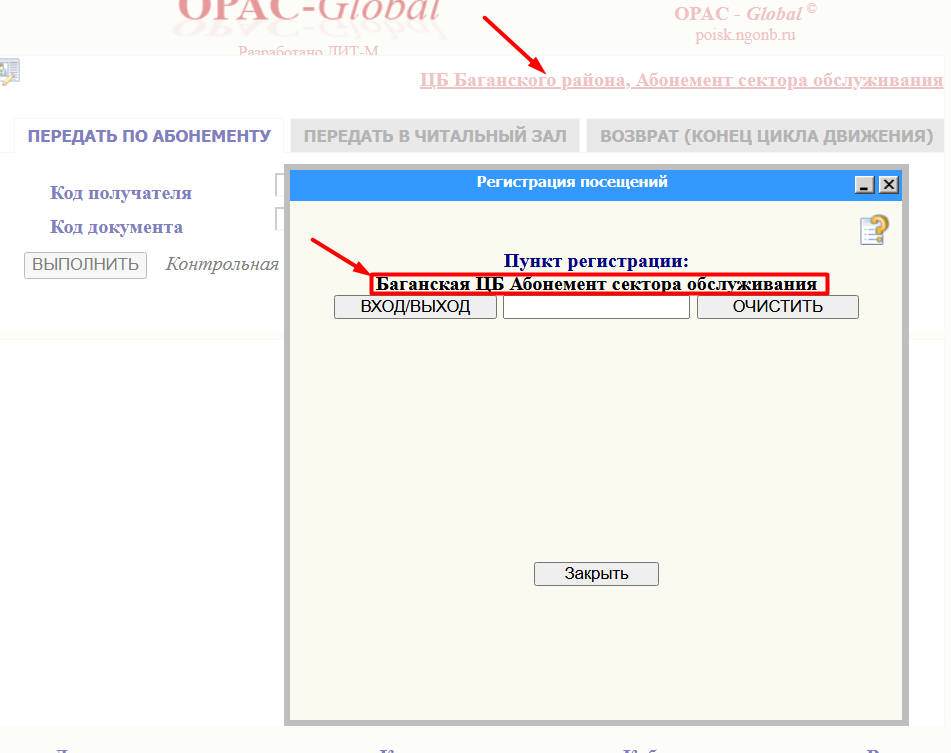 OPAC-Global
OPAC - Global ©
poisk.ngonb.ru
Разработано ДИТ-М
ЦБ Баганского района, Абонемент сектора обслуживания
ПЕРЕДАТЬ ПО АБОНЕМЕНТУ
ПЕРЕДАТЬ В ЧИТАЛЬНЫЙ ЗАЛ
ВОЗВРАТ (КОНЕЦ ЦИКЛА ДВИЖЕНИЯ)
Код получателя
Код документа
ВЫПОЛНИТЬ
Контрольная
Регистрация посещений
Пункт регистрации:
Баганская ЦБ Абонемент сектора обслуживания
ВХОД/ВЫХОД
ОЧИСТИТЬ
Закрыть